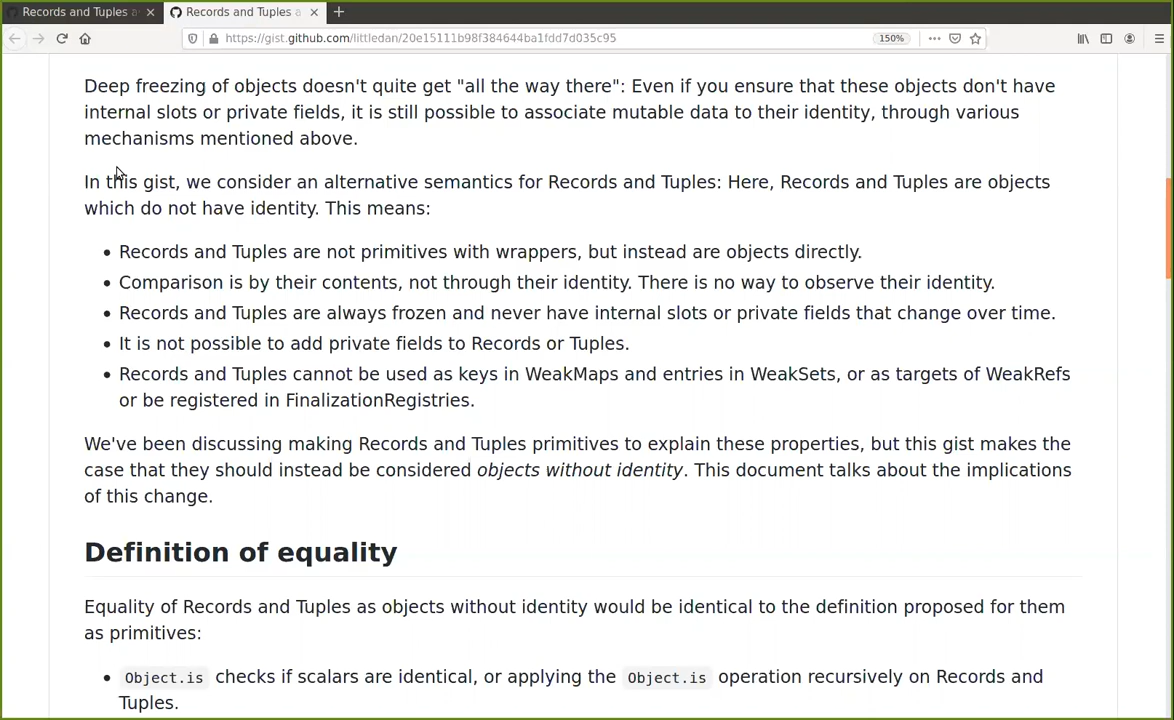 Records and Tuples a
Records and Tuples a
https://gist.github.com/littledan/20e15111b98f384644ba1fdd7d035c95
150%
Deep freezing of objects doesn't quite get "all the way there": Even if you ensure that these objects don't have
internal slots or private fields, it is still possible to associate mutable data to their identity, through various
mechanisms mentioned above.
In this gist, we consider an alternative semantics for Records and Tuples: Here, Records and Tuples are objects
which do not have identity. This means:
• Records and Tuples are not primitives with wrappers, but instead are objects directly.
• Comparison is by their contents, not through their identity. There is no way to observe their identity.
• Records and Tuples are always frozen and never have internal slots or private fields that change over time.
• It is not possible to add private fields to Records or Tuples.
• Records and Tuples cannot be used as keys in WeakMaps and entries in WeakSets, or as targets of WeakRefs
or be registered in FinalizationRegistries.
We've been discussing making Records and Tuples primitives to explain these properties, but this gist makes the
case that they should instead be considered objects without identity. This document talks about the implications
of this change.
Definition of equality
Equality of Records and Tuples as objects without identity would be identical to the definition proposed for them
as primitives:
• Object.is checks if scalars are identical, or applying the Object.is operation recursively on Records and
Tuples.